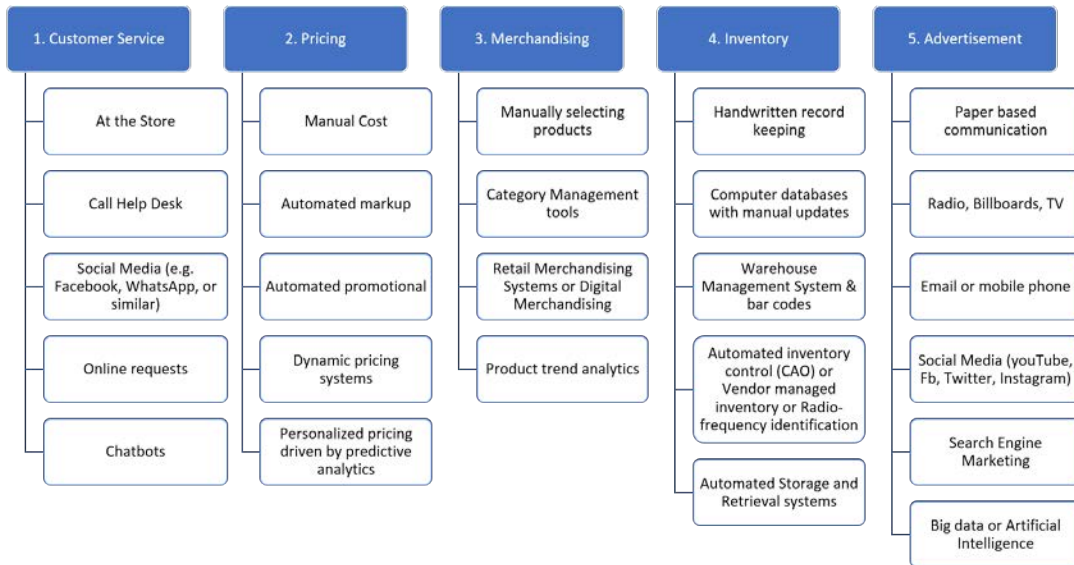 1. Customer Service
At the Store
Call Help Desk
Social Media (e.g.
Facebook, WhatsApp, or
similar)
Online requests
Chatbots
2. Pricing
Manual Cost
Automated markup
Automated promotional
Dynamic pricing
systems
Personalized pricing
driven by predictive
analytics
3. Merchandising
Manually selecting
products
Category Management
tools
Retail Merchandising
Systems or Digital
Merchandising
Product trend analytics
4. Inventory
Handwritten record
keeping
Computer databases
with manual updates
Warehouse
Management System &
bar codes
Automated inventory
control (CAO) or
Vendor managed
inventory or Radio-
frequency identification
Automated Storage and
Retrieval systems
5. Advertisement
Paper based
communication
Radio, Billboards, TV
Email or mobile phone
Social Media (youTube,
Fb, Twitter, Instagram)
Search Engine
Marketing
Big data or Artificial
Intelligence